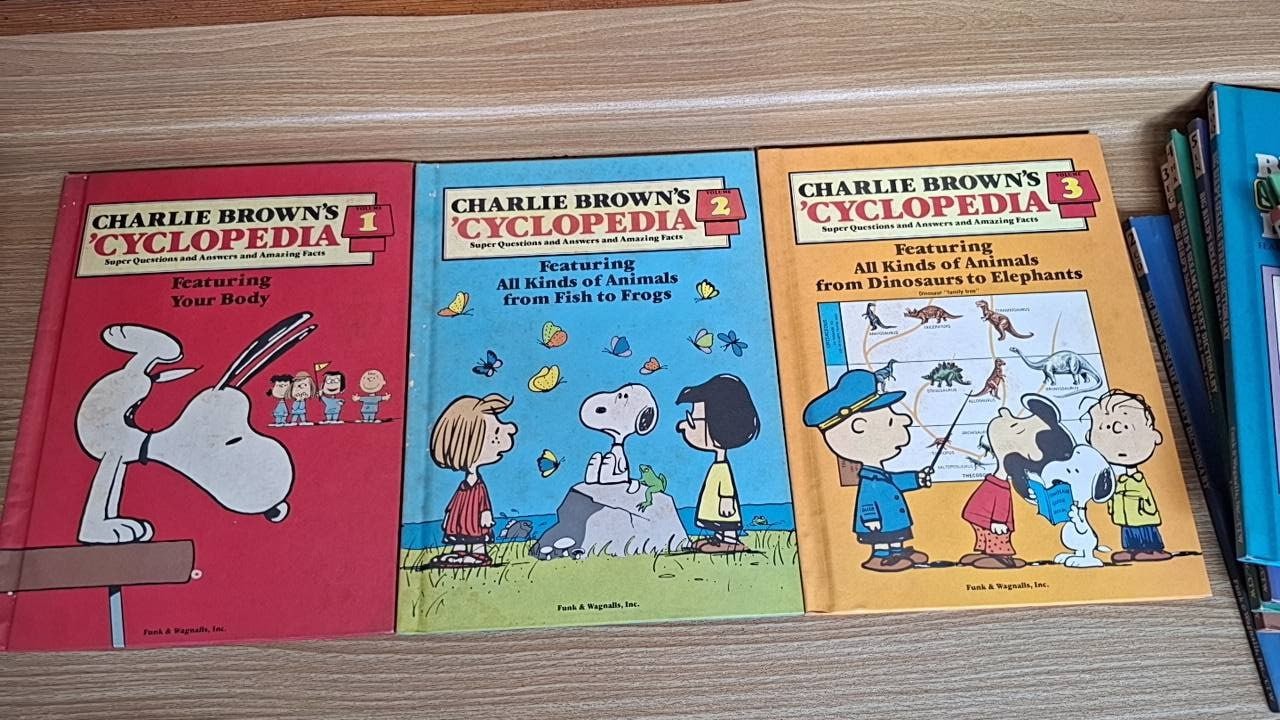 CHARLIE BROWN'S
'CYCLOPEDIA
VOLUME
1
Super Questions and Answers and Amazing Facts
Featuring
Your Body
Funk & Wagnalls, Inc.
CHARLIE BROWN'S
'CYCLOPEDIA
VOLUME
2
Super Questions and Answers and Amazing Facts
Featuring
All Kinds of Animals
from Fish to Frogs
Funk & Wagnalls, Inc.
CHARLIE BROWN'S
'CYCLOPEDIA
VOLUME
3
Super Questions and Answers and Amazing Facts
Featuring
All Kinds of Animals
from Dinosaurs to Elephants
Dinosaur "family tree"
TRICERATOPS
STEGOSAURUS
ALLOSAURUS
Funk & Wagnalls, Inc.